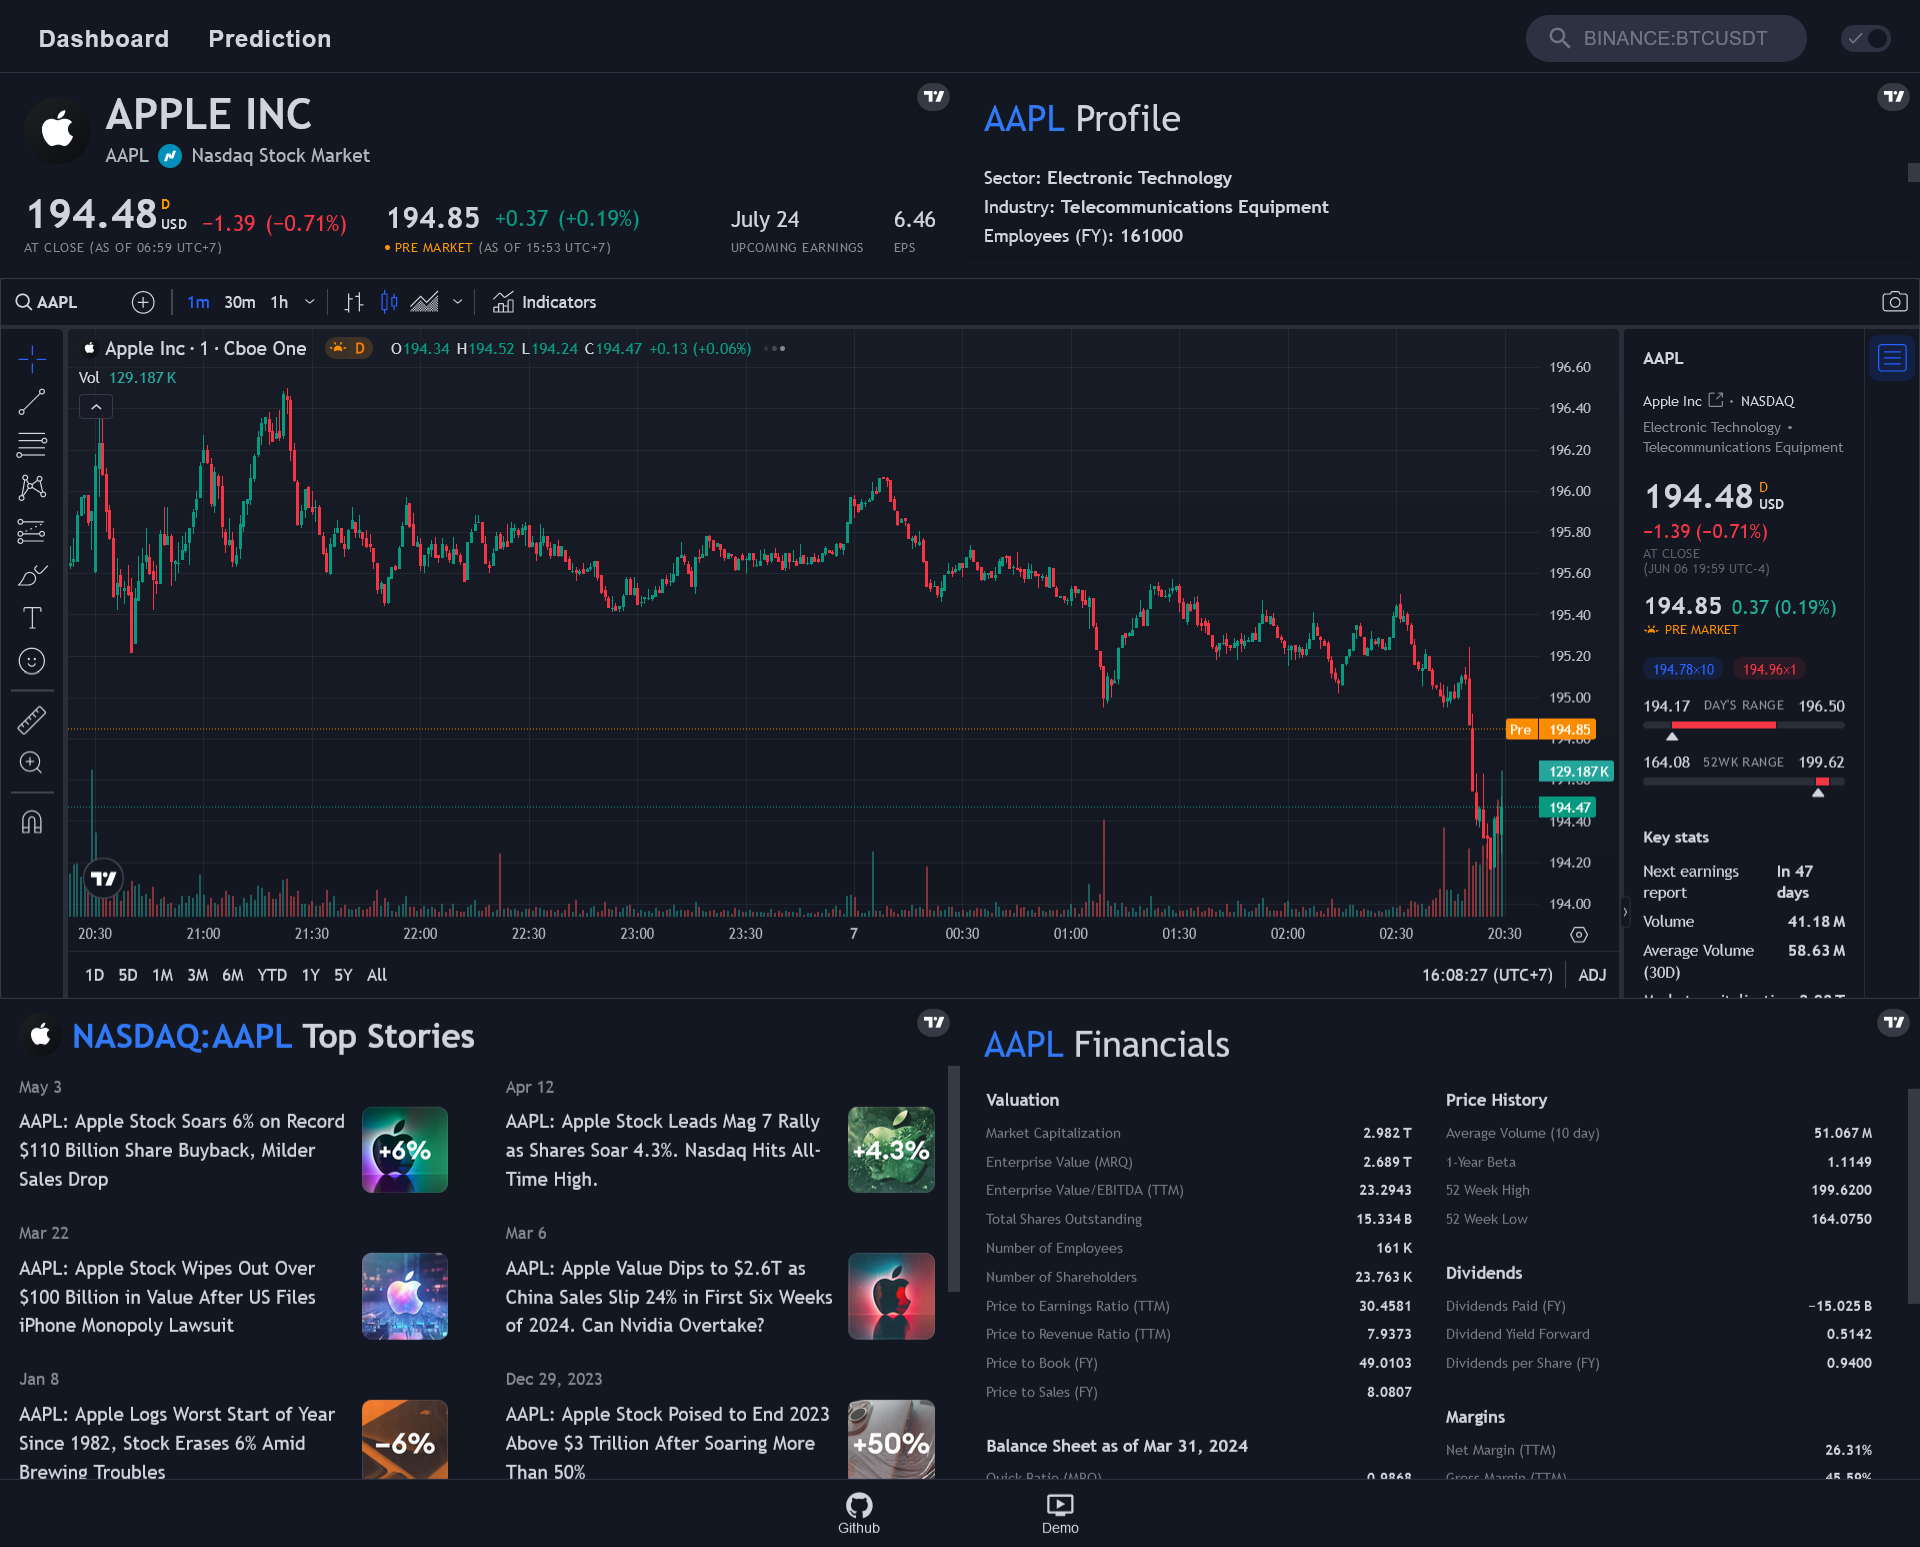 Dashboard Prediction
BINANCE:BTCUSDT
APPLE INC
AAPL Nasdaq Stock Market
194.48 D USD −1.39 (−0.71%)
AT CLOSE (AS OF 06:59 UTC+7)
194.85 +0.37 (+0.19%)
PRE MARKET (AS OF 15:53 UTC+7)
July 24
UPCOMING EARNINGS
6.46
EPS
AAPL Profile
Sector: Electronic Technology
Industry: Telecommunications Equipment
Employees (FY): 161000
AAPL 1m 30m 1h Indicators
Apple Inc · 1 · Cboe One D O194.34 H194.52 L194.24 C194.47 +0.13 (+0.06%)
Vol 129.187 K
196.60
196.40
196.20
196.00
195.80
195.60
195.40
195.20
195.00
Pre 194.85
129.187 K
194.47
194.40
194.20
194.00
20:30 21:00 21:30 22:00 22:30 23:00 23:30 7 00:30 01:00 01:30 02:00 02:30 20:30
1D 5D 1M 3M 6M YTD 1Y 5Y All
16:08:27 (UTC+7) ADJ
AAPL
Apple Inc · NASDAQ
Electronic Technology •
Telecommunications Equipment
194.48 D USD
−1.39 (−0.71%)
AT CLOSE
(JUN 06 19:59 UTC-4)
194.85 0.37 (0.19%)
PRE MARKET
194.78×10 194.96×1
194.17 DAY'S RANGE 196.50
164.08 52WK RANGE 199.62
Key stats
Next earnings report In 47 days
Volume 41.18 M
Average Volume (30D) 58.63 M
NASDAQ:AAPL Top Stories
May 3
AAPL: Apple Stock Soars 6% on Record
$110 Billion Share Buyback, Milder
Sales Drop
+6%
Apr 12
AAPL: Apple Stock Leads Mag 7 Rally
as Shares Soar 4.3%. Nasdaq Hits All-
Time High.
+4.3%
Mar 22
AAPL: Apple Stock Wipes Out Over
$100 Billion in Value After US Files
iPhone Monopoly Lawsuit
Mar 6
AAPL: Apple Value Dips to $2.6T as
China Sales Slip 24% in First Six Weeks
of 2024. Can Nvidia Overtake?
Jan 8
AAPL: Apple Logs Worst Start of Year
Since 1982, Stock Erases 6% Amid
Brewing Troubles
−6%
Dec 29, 2023
AAPL: Apple Stock Poised to End 2023
Above $3 Trillion After Soaring More
Than 50%
+50%
AAPL Financials
Valuation
Market Capitalization 2.982 T
Enterprise Value (MRQ) 2.689 T
Enterprise Value/EBITDA (TTM) 23.2943
Total Shares Outstanding 15.334 B
Number of Employees 161 K
Number of Shareholders 23.763 K
Price to Earnings Ratio (TTM) 30.4581
Price to Revenue Ratio (TTM) 7.9373
Price to Book (FY) 49.0103
Price to Sales (FY) 8.0807
Balance Sheet as of Mar 31, 2024
Quick Ratio (MRQ) 0.9868
Price History
Average Volume (10 day) 51.067 M
1-Year Beta 1.1149
52 Week High 199.6200
52 Week Low 164.0750
Dividends
Dividends Paid (FY) −15.025 B
Dividend Yield Forward 0.5142
Dividends per Share (FY) 0.9400
Margins
Net Margin (TTM) 26.31%
Gross Margin (TTM) 45.59%
Github
Demo